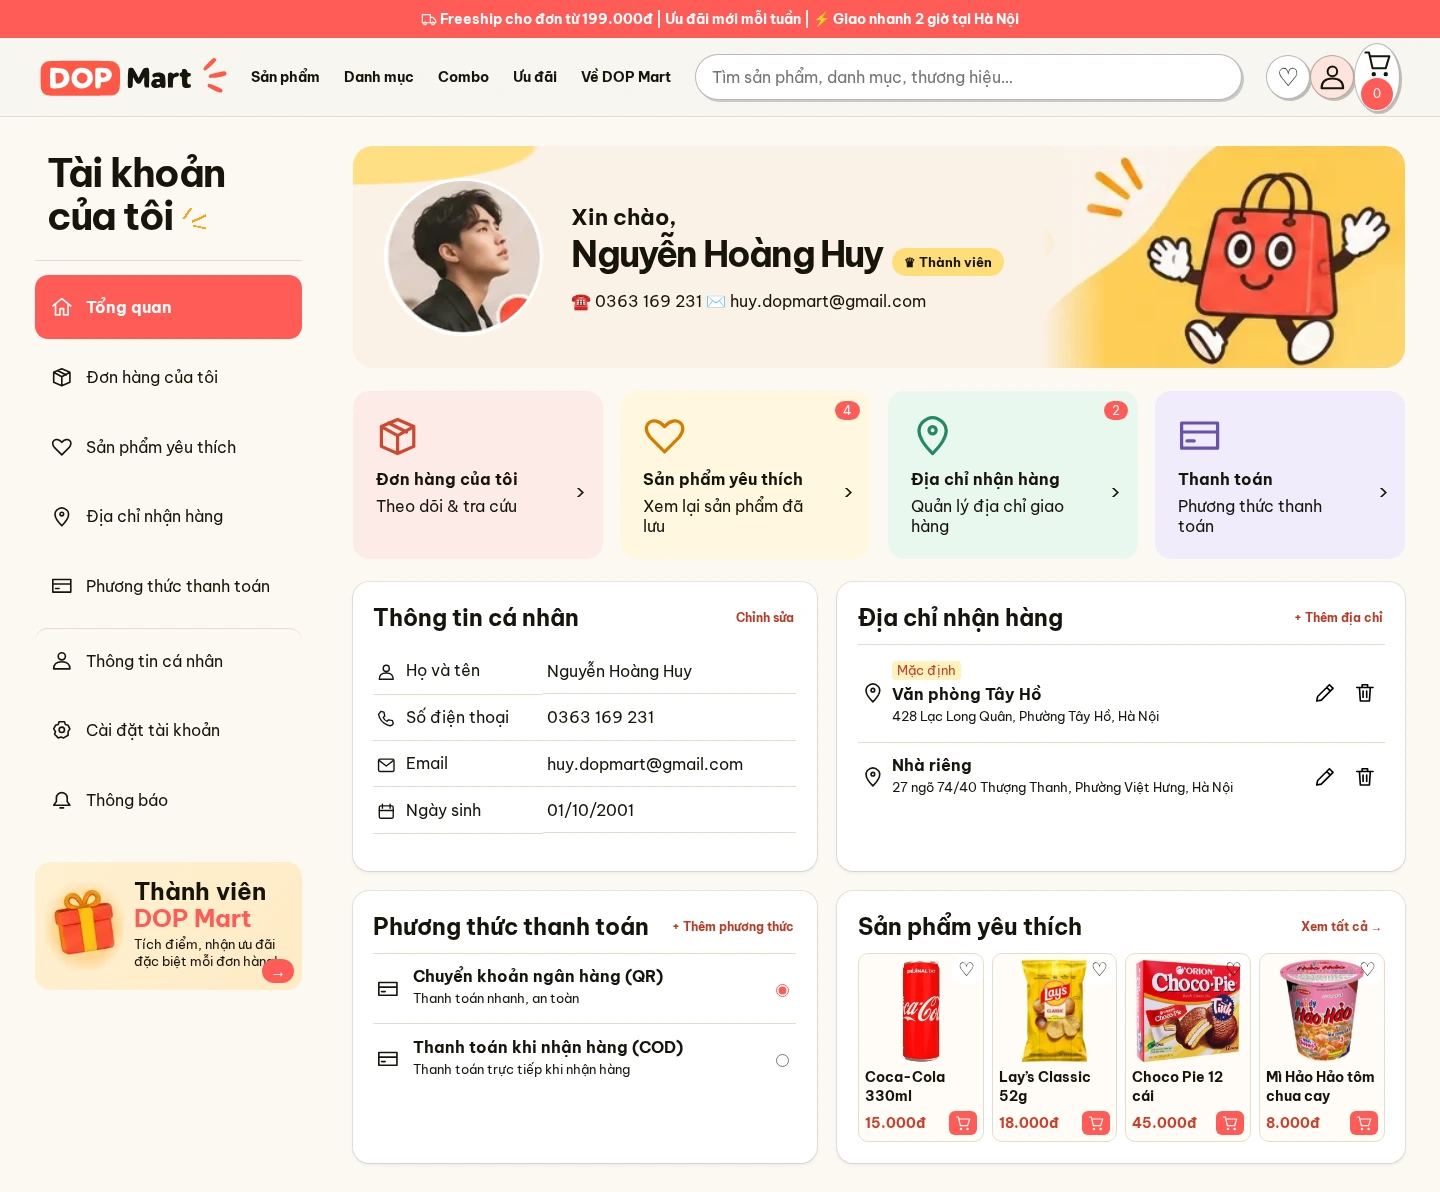 Freeship cho đơn từ 199.000đ | Ưu đãi mới mỗi tuần | ⚡ Giao nhanh 2 giờ tại Hà Nội
DOP Mart
Sản phẩm
Danh mục
Combo
Ưu đãi
Về DOP Mart
Tìm sản phẩm, danh mục, thương hiệu...
0
Tài khoản
của tôi
Tổng quan
Đơn hàng của tôi
Sản phẩm yêu thích
Địa chỉ nhận hàng
Phương thức thanh toán
Thông tin cá nhân
Cài đặt tài khoản
Thông báo
Thành viên
DOP Mart
Tích điểm, nhận ưu đãi
đặc biệt mỗi đơn hàng!
→
Xin chào,
Nguyễn Hoàng Huy
♛ Thành viên
☎️ 0363 169 231 ✉️ huy.dopmart@gmail.com
Đơn hàng của tôi
Theo dõi & tra cứu
›
4
Sản phẩm yêu thích
Xem lại sản phẩm đã
lưu
›
2
Địa chỉ nhận hàng
Quản lý địa chỉ giao
hàng
›
Thanh toán
Phương thức thanh
toán
›
Thông tin cá nhân
Chỉnh sửa
Họ và tên
Nguyễn Hoàng Huy
Số điện thoại
0363 169 231
Email
huy.dopmart@gmail.com
Ngày sinh
01/10/2001
Địa chỉ nhận hàng
+ Thêm địa chỉ
Mặc định
Văn phòng Tây Hồ
428 Lạc Long Quân, Phường Tây Hồ, Hà Nội
Nhà riêng
27 ngõ 74/40 Thượng Thanh, Phường Việt Hưng, Hà Nội
Phương thức thanh toán
+ Thêm phương thức
Chuyển khoản ngân hàng (QR)
Thanh toán nhanh, an toàn
Thanh toán khi nhận hàng (COD)
Thanh toán trực tiếp khi nhận hàng
Sản phẩm yêu thích
Xem tất cả →
Lay's
CLASSIC
ORION
Choco·Pie
Tình
Handy
Hảo Hảo
Coca-Cola
330ml
15.000đ
Lay's Classic
52g
18.000đ
Choco Pie 12
cái
45.000đ
Mì Hảo Hảo tôm
chua cay
8.000đ